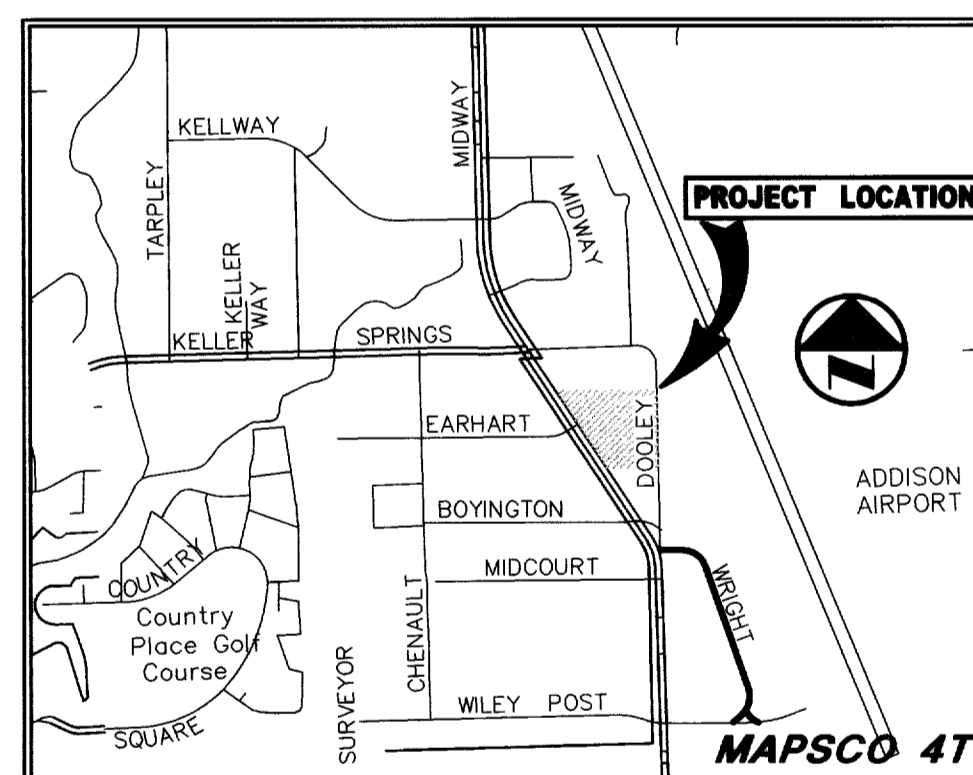 KELLWAY
MIDWAY
TARPLEY
MIDWAY
PROJECT LOCATION
KELLER
WAY
KELLER
SPRINGS
N
EARHART
DOOLEY
ADDISON
AIRPORT
BOYINGTON
MIDCOURT
WRIGHT
COUNTRY
Country
Place Golf
Course
CHENAULT
SURVEYOR
WILEY POST
SQUARE
MAPSCO 4T